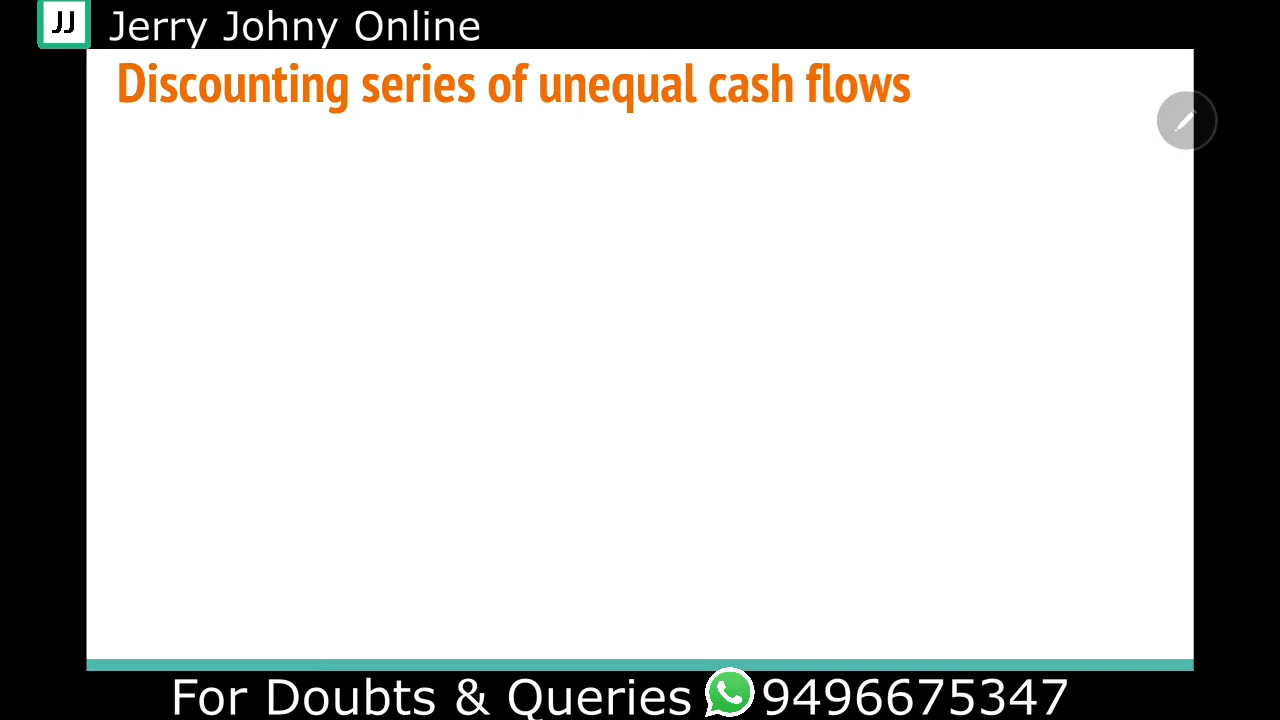 JJ Jerry Johny Online
Discounting series of unequal cash flows
For Doubts & Queries 9496675347